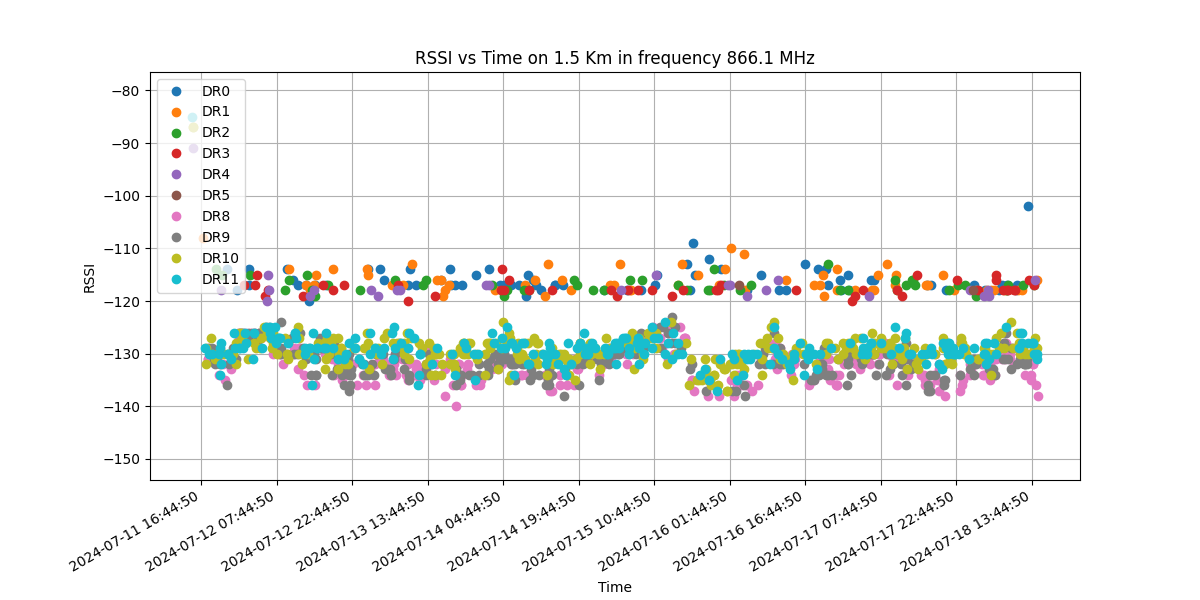 RSSI vs Time on 1.5 Km in frequency 866.1 MHz
DR0
DR1
DR2
DR3
DR4
DR5
DR8
DR9
DR10
DR11
−80
−90
−100
−110
−120
−130
−140
−150
RSSI
2024-07-11 16:44:50
2024-07-12 07:44:50
2024-07-12 22:44:50
2024-07-13 13:44:50
2024-07-14 04:44:50
2024-07-14 19:44:50
2024-07-15 10:44:50
2024-07-16 01:44:50
2024-07-16 16:44:50
2024-07-17 07:44:50
2024-07-17 22:44:50
2024-07-18 13:44:50
Time